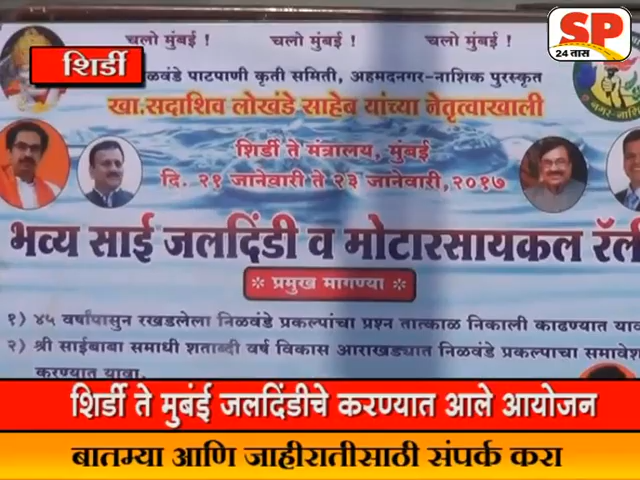 चलो मुंबई ! चलो मुंबई ! चलो मुंबई !
SP
24 तास
शिर्डी
ळवंडे पाटपाणी कृती समिती, अहमदनगर-नाशिक पुरस्कृत
खा.सदाशिव लोखंडे साहेब यांच्या नेतृत्वाखाली
शिर्डी ते मंत्रालय, मुंबई
दि. २१ जानेवारी ते २३ जानेवारी,२०१७
भव्य साई जलदिंडी व मोटारसायकल रॅली
* प्रमुख मागण्या *
१) ४५ वर्षांपासुन रखडलेला निळवंडे प्रकल्पांचा प्रश्न तात्काळ निकाली काढण्यात याव
२) श्री साईबाबा समाधी शताब्दी वर्ष विकास आराखड्यात निळवंडे प्रकल्पाचा समावेश
करण्यात यावा.
शिर्डी ते मुबंई जलदिंडीचे करण्यात आले आयोजन
बातम्या आणि जाहीरातीसाठी संपर्क करा